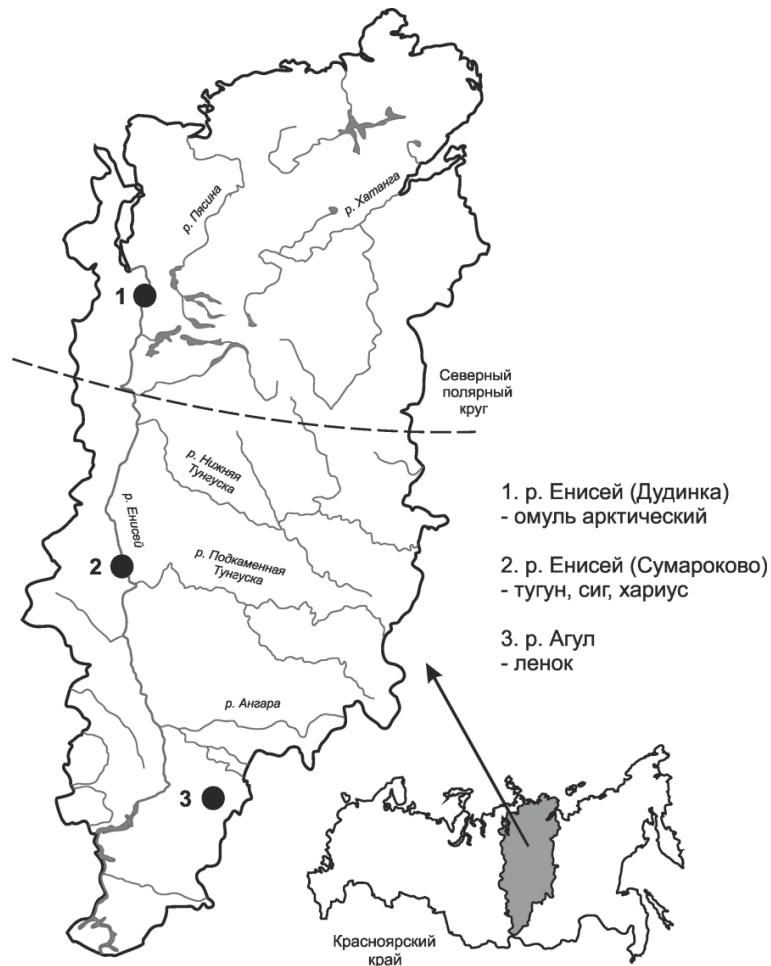 р. Пясина
р. Хатанга
1
Северный
полярный
круг
р. Нижняя
Тунгуска
р. Енисей
2
р. Подкаменная
Тунгуска
р. Ангара
3
1. р. Енисей (Дудинка)
- омуль арктический
2. р. Енисей (Сумароково)
- тугун, сиг, хариус
3. р. Агул
- ленок
Красноярский
край